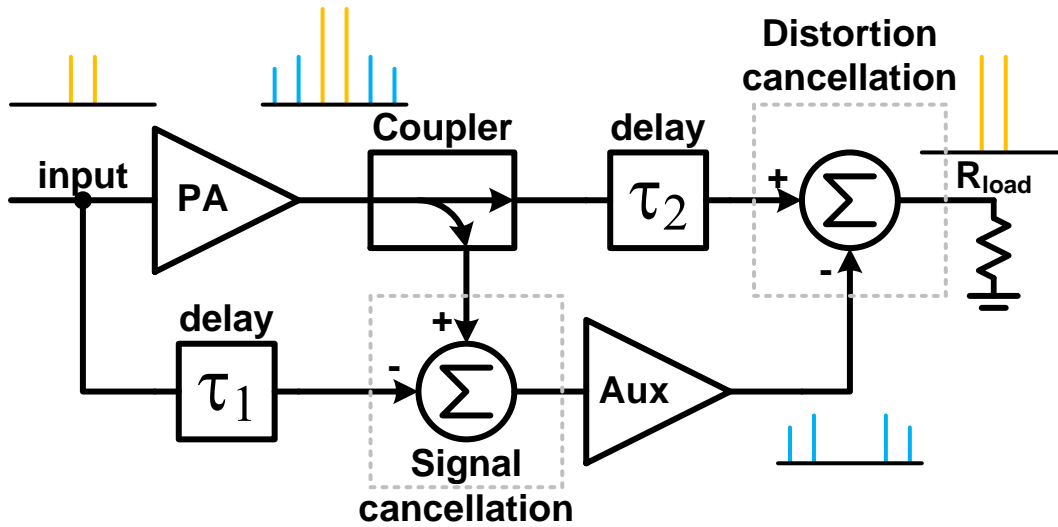 Distortion
cancellation
Coupler
delay
input
PA
τ2
+
Σ
Rload
-
delay
+
τ1
-
Σ
Aux
Signal
cancellation